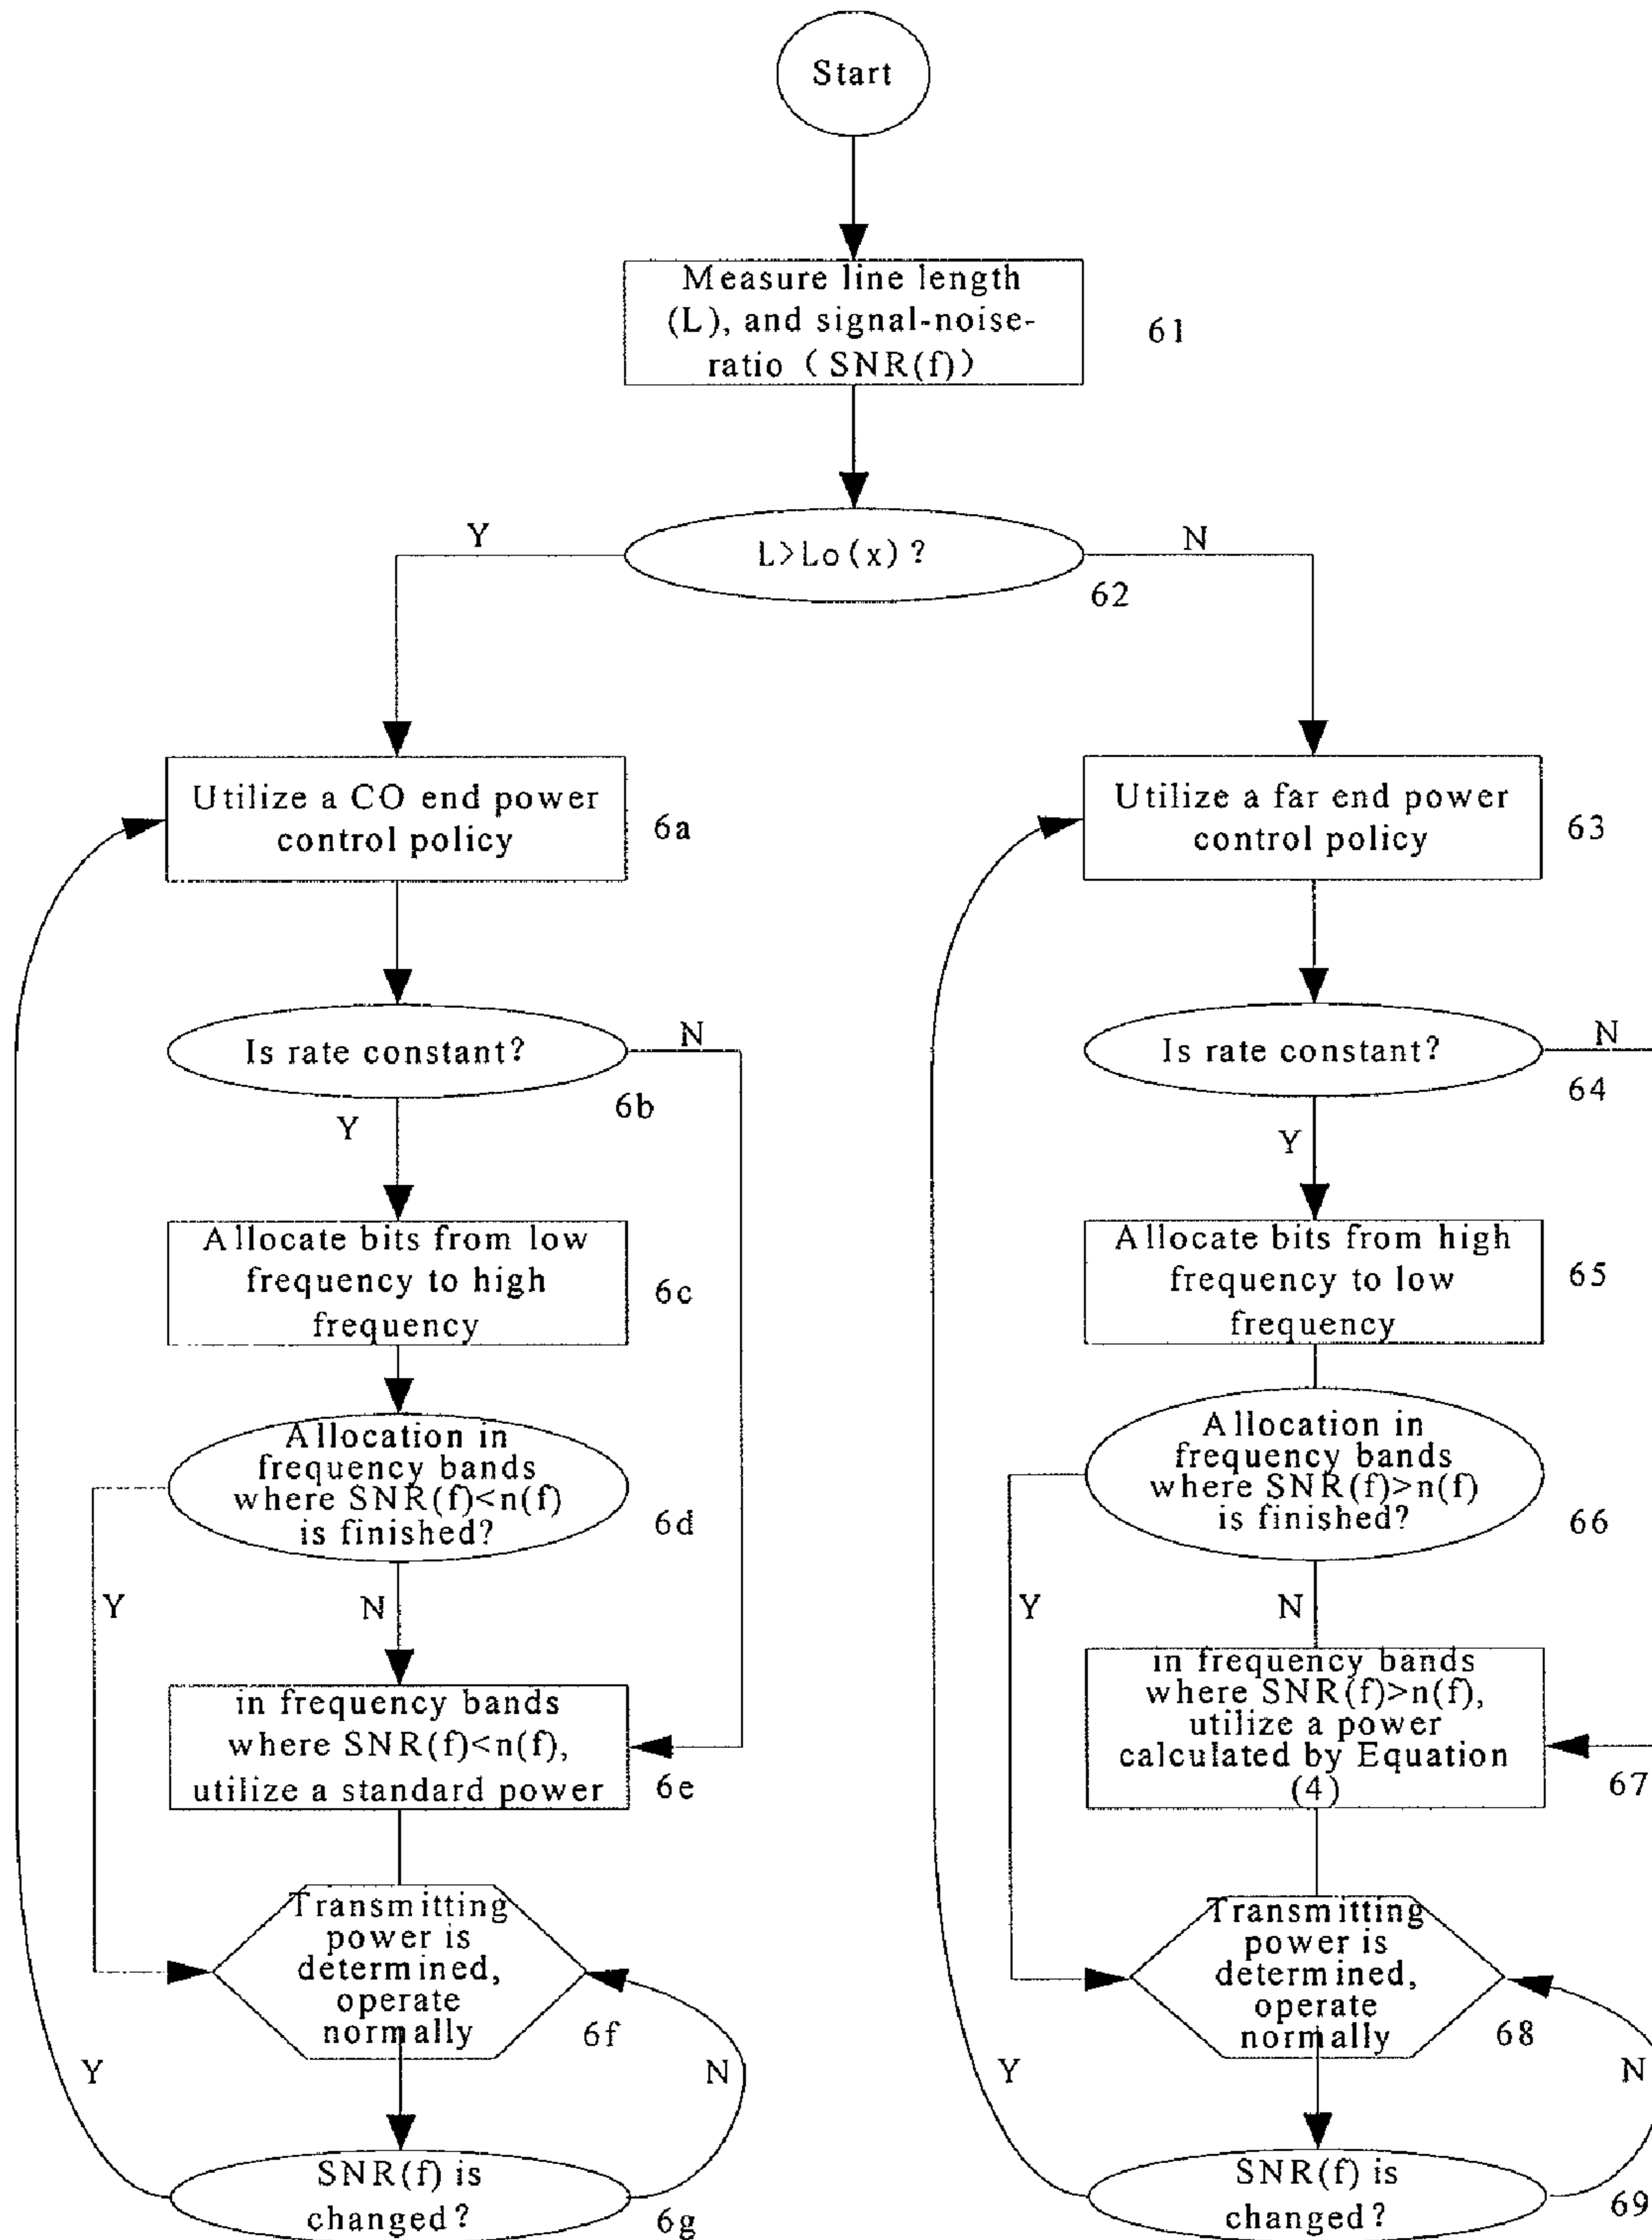 Start
Measure line length
(L), and signal-noise-
ratio ( SNR(f))
61
Y
L>Lo(x)?
N
62
Utilize a CO end power
control policy
6a
Utilize a far end power
control policy
63
Is rate constant?
N
6b
Y
Is rate constant?
N
64
Y
Allocate bits from low
frequency to high
frequency
6c
Allocate bits from high
frequency to low
frequency
65
Allocation in
frequency bands
where SNR(f)<n(f)
is finished?
6d
Y
N
Allocation in
frequency bands
where SNR(f)>n(f)
is finished?
66
Y
N
in frequency bands
where SNR(f)<n(f),
utilize a standard power
6e
in frequency bands
where SNR(f)>n(f),
utilize a power
calculated by Equation
(4)
67
Transmitting
power is
determined,
operate
normally
6f
Y
N
Transmitting
power is
determined,
operate
normally
68
Y
N
SNR(f) is
changed?
6g
SNR(f) is
changed?
69